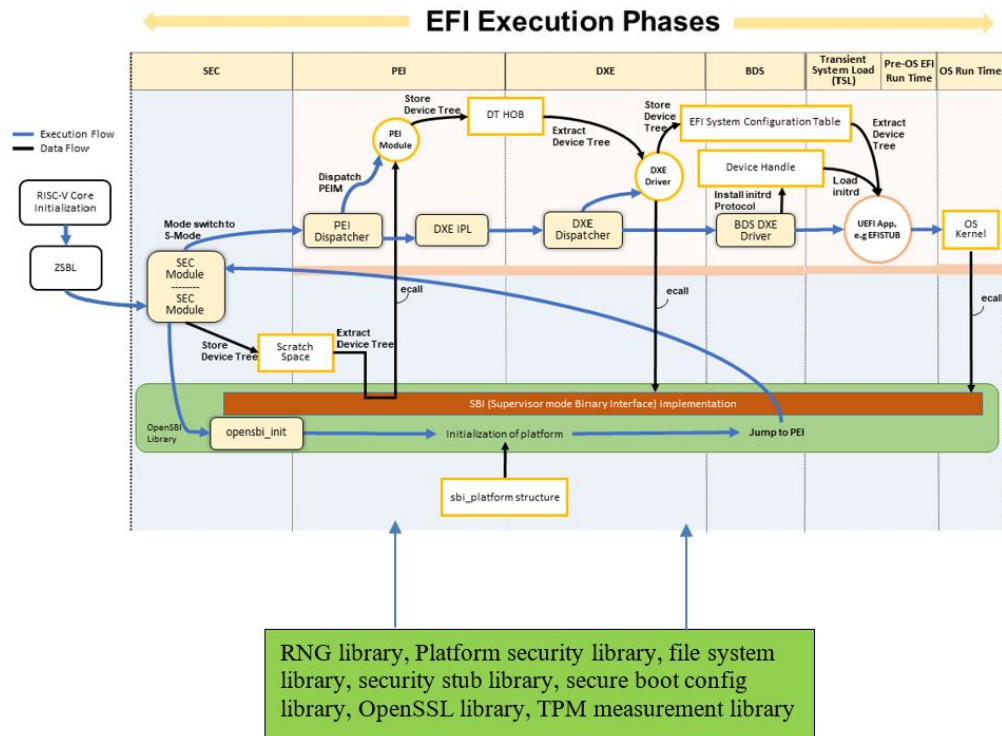 EFI Execution Phases
SEC
PEI
DXE
BDS
Transient
System Load
(TSL)
Pre-OS EFI
Run Time
OS Run Time
Execution Flow
Data Flow
RISC-V Core
Initialization
ZSBL
Mode switch to
S-Mode
SEC
Module
--------
SEC
Module
Store
Device Tree
Scratch
Space
Extract
Device Tree
Dispatch
PEIM
PEI
Dispatcher
PEI
Module
Store
Device Tree
DT HOB
Extract
Device Tree
DXE IPL
DXE
Dispatcher
DXE
Driver
Store
Device
Tree
EFI System Configuration Table
Extract
Device
Tree
Device Handle
Install initrd
Protocol
Load
initrd
BDS DXE
Driver
UEFI App,
e.g EFISTUB
OS
Kernel
ecall
ecall
ecall
SBI (Supervisor mode Binary Interface) implementation
OpenSBI
Library
opensbi_init
Initialization of platform
Jump to PEI
sbi_platform structure
RNG library, Platform security library, file system
library, security stub library, secure boot config
library, OpenSSL library, TPM measurement library